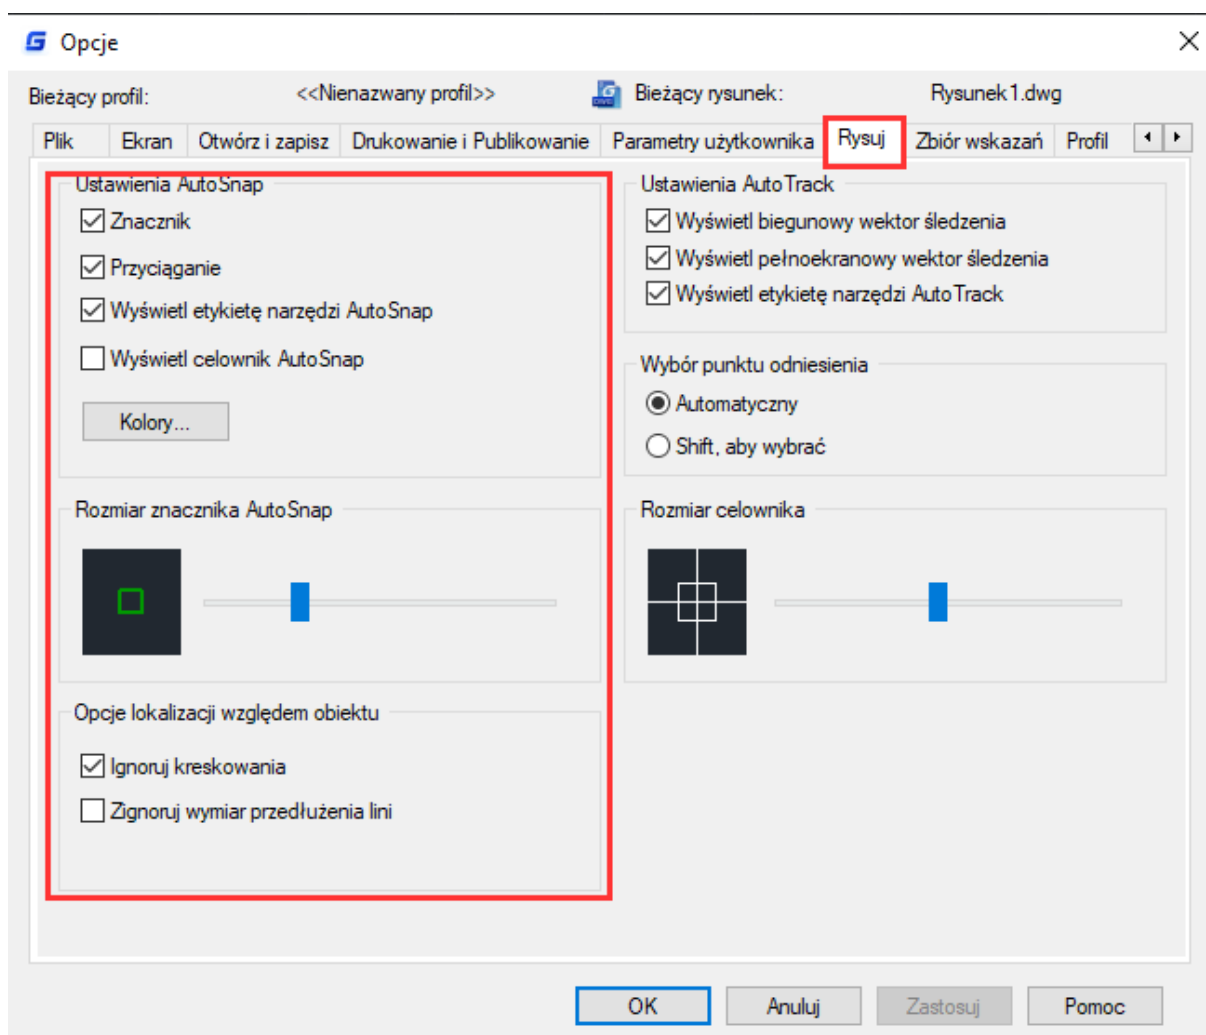 Opcje
Bieżący profil: <<Nienazwany profil>> Bieżący rysunek: Rysunek1.dwg
Plik Ekran Otwórz i zapisz Drukowanie i Publikowanie Parametry użytkownika Rysuj Zbiór wskazań Profil
Ustawienia AutoSnap
Znacznik
Przyciąganie
Wyświetl etykietę narzędzi AutoSnap
Wyświetl celownik AutoSnap
Kolory...
Rozmiar znacznika AutoSnap
Opcje lokalizacji względem obiektu
Ignoruj kreskowania
Zignoruj wymiar przedłużenia lini
Ustawienia AutoTrack
Wyświetl biegunowy wektor śledzenia
Wyświetl pełnoekranowy wektor śledzenia
Wyświetl etykietę narzędzi AutoTrack
Wybór punktu odniesienia
Automatyczny
Shift, aby wybrać
Rozmiar celownika
OK Anuluj Zastosuj Pomoc